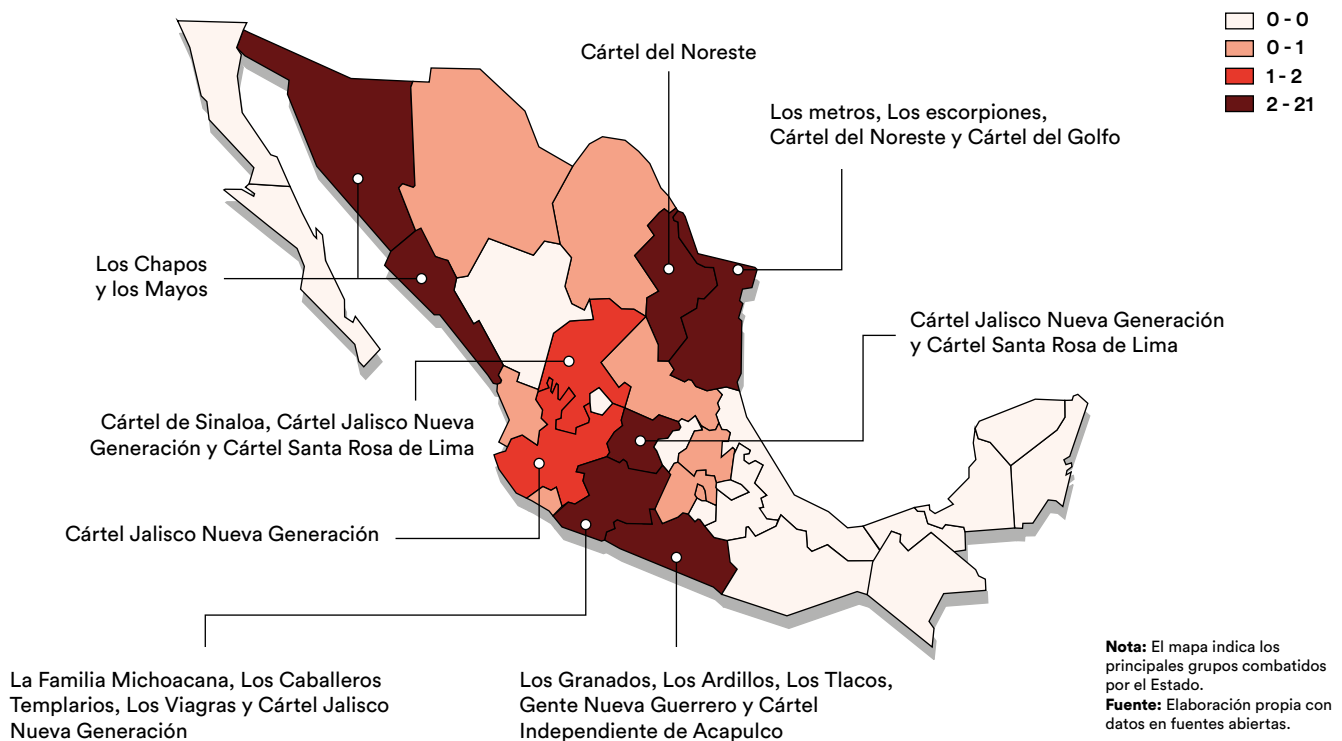 0 - 0
0 - 1
1 - 2
2 - 21
Cártel del Noreste
Los metros, Los escorpiones,
Cártel del Noreste y Cártel del Golfo
Los Chapos
y los Mayos
Cártel Jalisco Nueva Generación
y Cártel Santa Rosa de Lima
Cártel de Sinaloa, Cártel Jalisco Nueva
Generación y Cártel Santa Rosa de Lima
Cártel Jalisco Nueva Generación
La Familia Michoacana, Los Caballeros
Templarios, Los Viagras y Cártel Jalisco
Nueva Generación
Los Granados, Los Ardillos, Los Tlacos,
Gente Nueva Guerrero y Cártel
Independiente de Acapulco
Nota: El mapa indica los
principales grupos combatidos
por el Estado.
Fuente: Elaboración propia con
datos en fuentes abiertas.